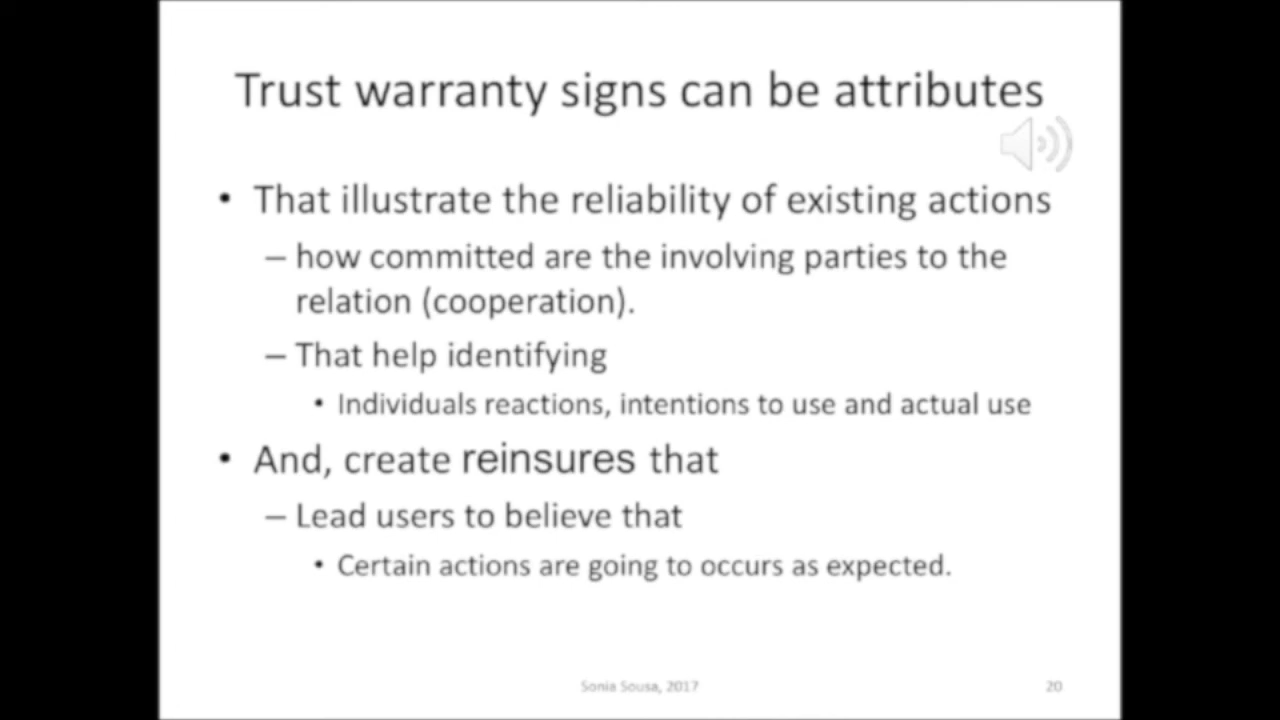 Trust warranty signs can be attributes
• That illustrate the reliability of existing actions
– how committed are the involving parties to the
relation (cooperation).
– That help identifying
• Individuals reactions, intentions to use and actual use
• And, create reinsures that
– Lead users to believe that
• Certain actions are going to occurs as expected.
Sonia Sousa, 2017
20